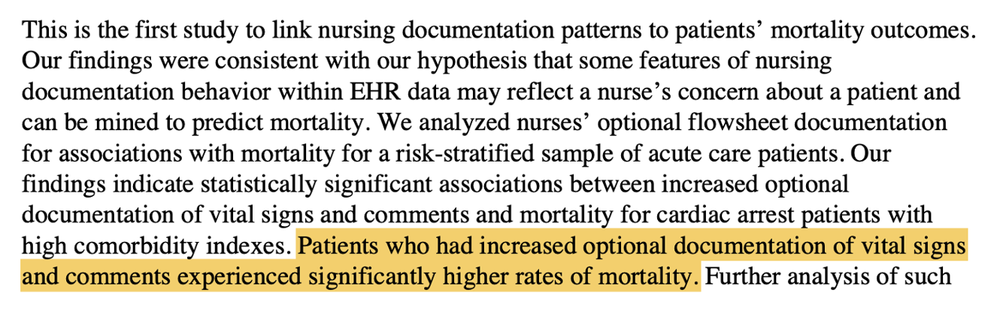 This is the first study to link nursing documentation patterns to patients’ mortality outcomes.
Our findings were consistent with our hypothesis that some features of nursing
documentation behavior within EHR data may reflect a nurse’s concern about a patient and
can be mined to predict mortality. We analyzed nurses’ optional flowsheet documentation
for associations with mortality for a risk-stratified sample of acute care patients. Our
findings indicate statistically significant associations between increased optional
documentation of vital signs and comments and mortality for cardiac arrest patients with
high comorbidity indexes. Patients who had increased optional documentation of vital signs
and comments experienced significantly higher rates of mortality. Further analysis of such